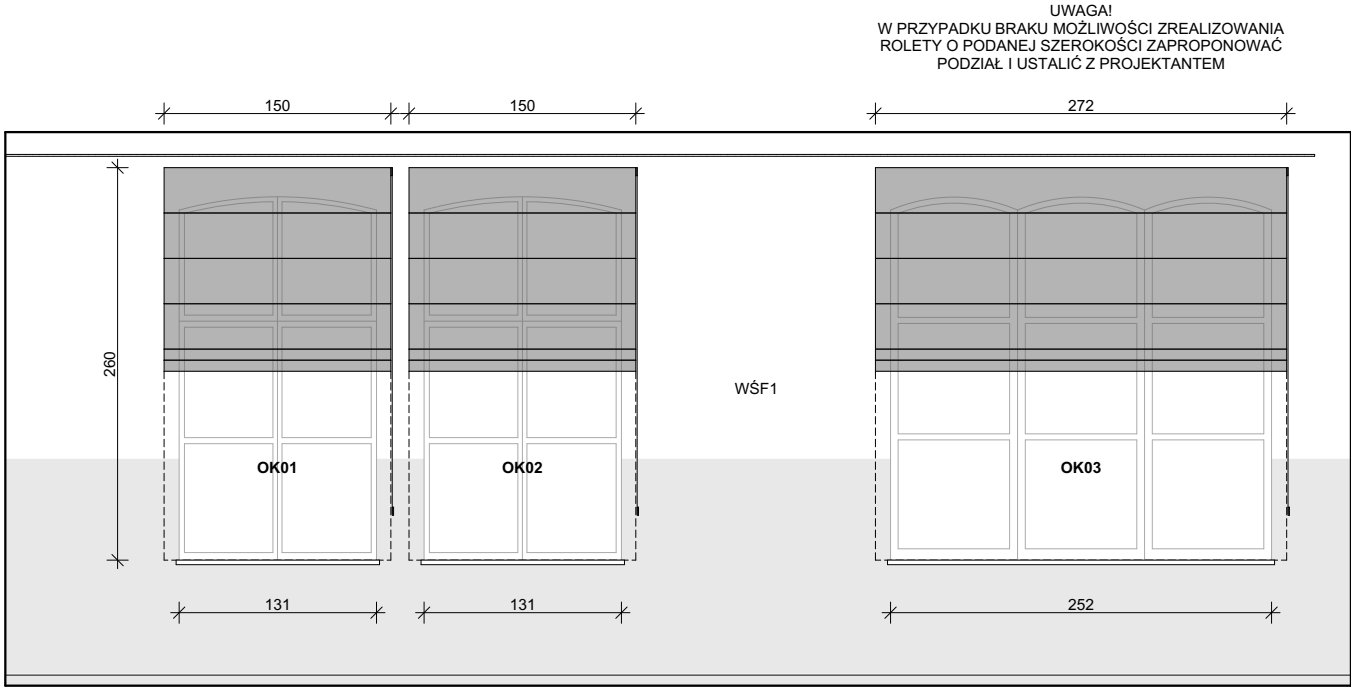 UWAGA!
W PRZYPADKU BRAKU MOŻLIWOŚCI ZREALIZOWANIA
ROLETY O PODANEJ SZEROKOŚCI ZAPROPONOWAĆ
PODZIAŁ I USTALIĆ Z PROJEKTANTEM
150
150
272
260
WŚF1
OK01
OK02
OK03
131
131
252